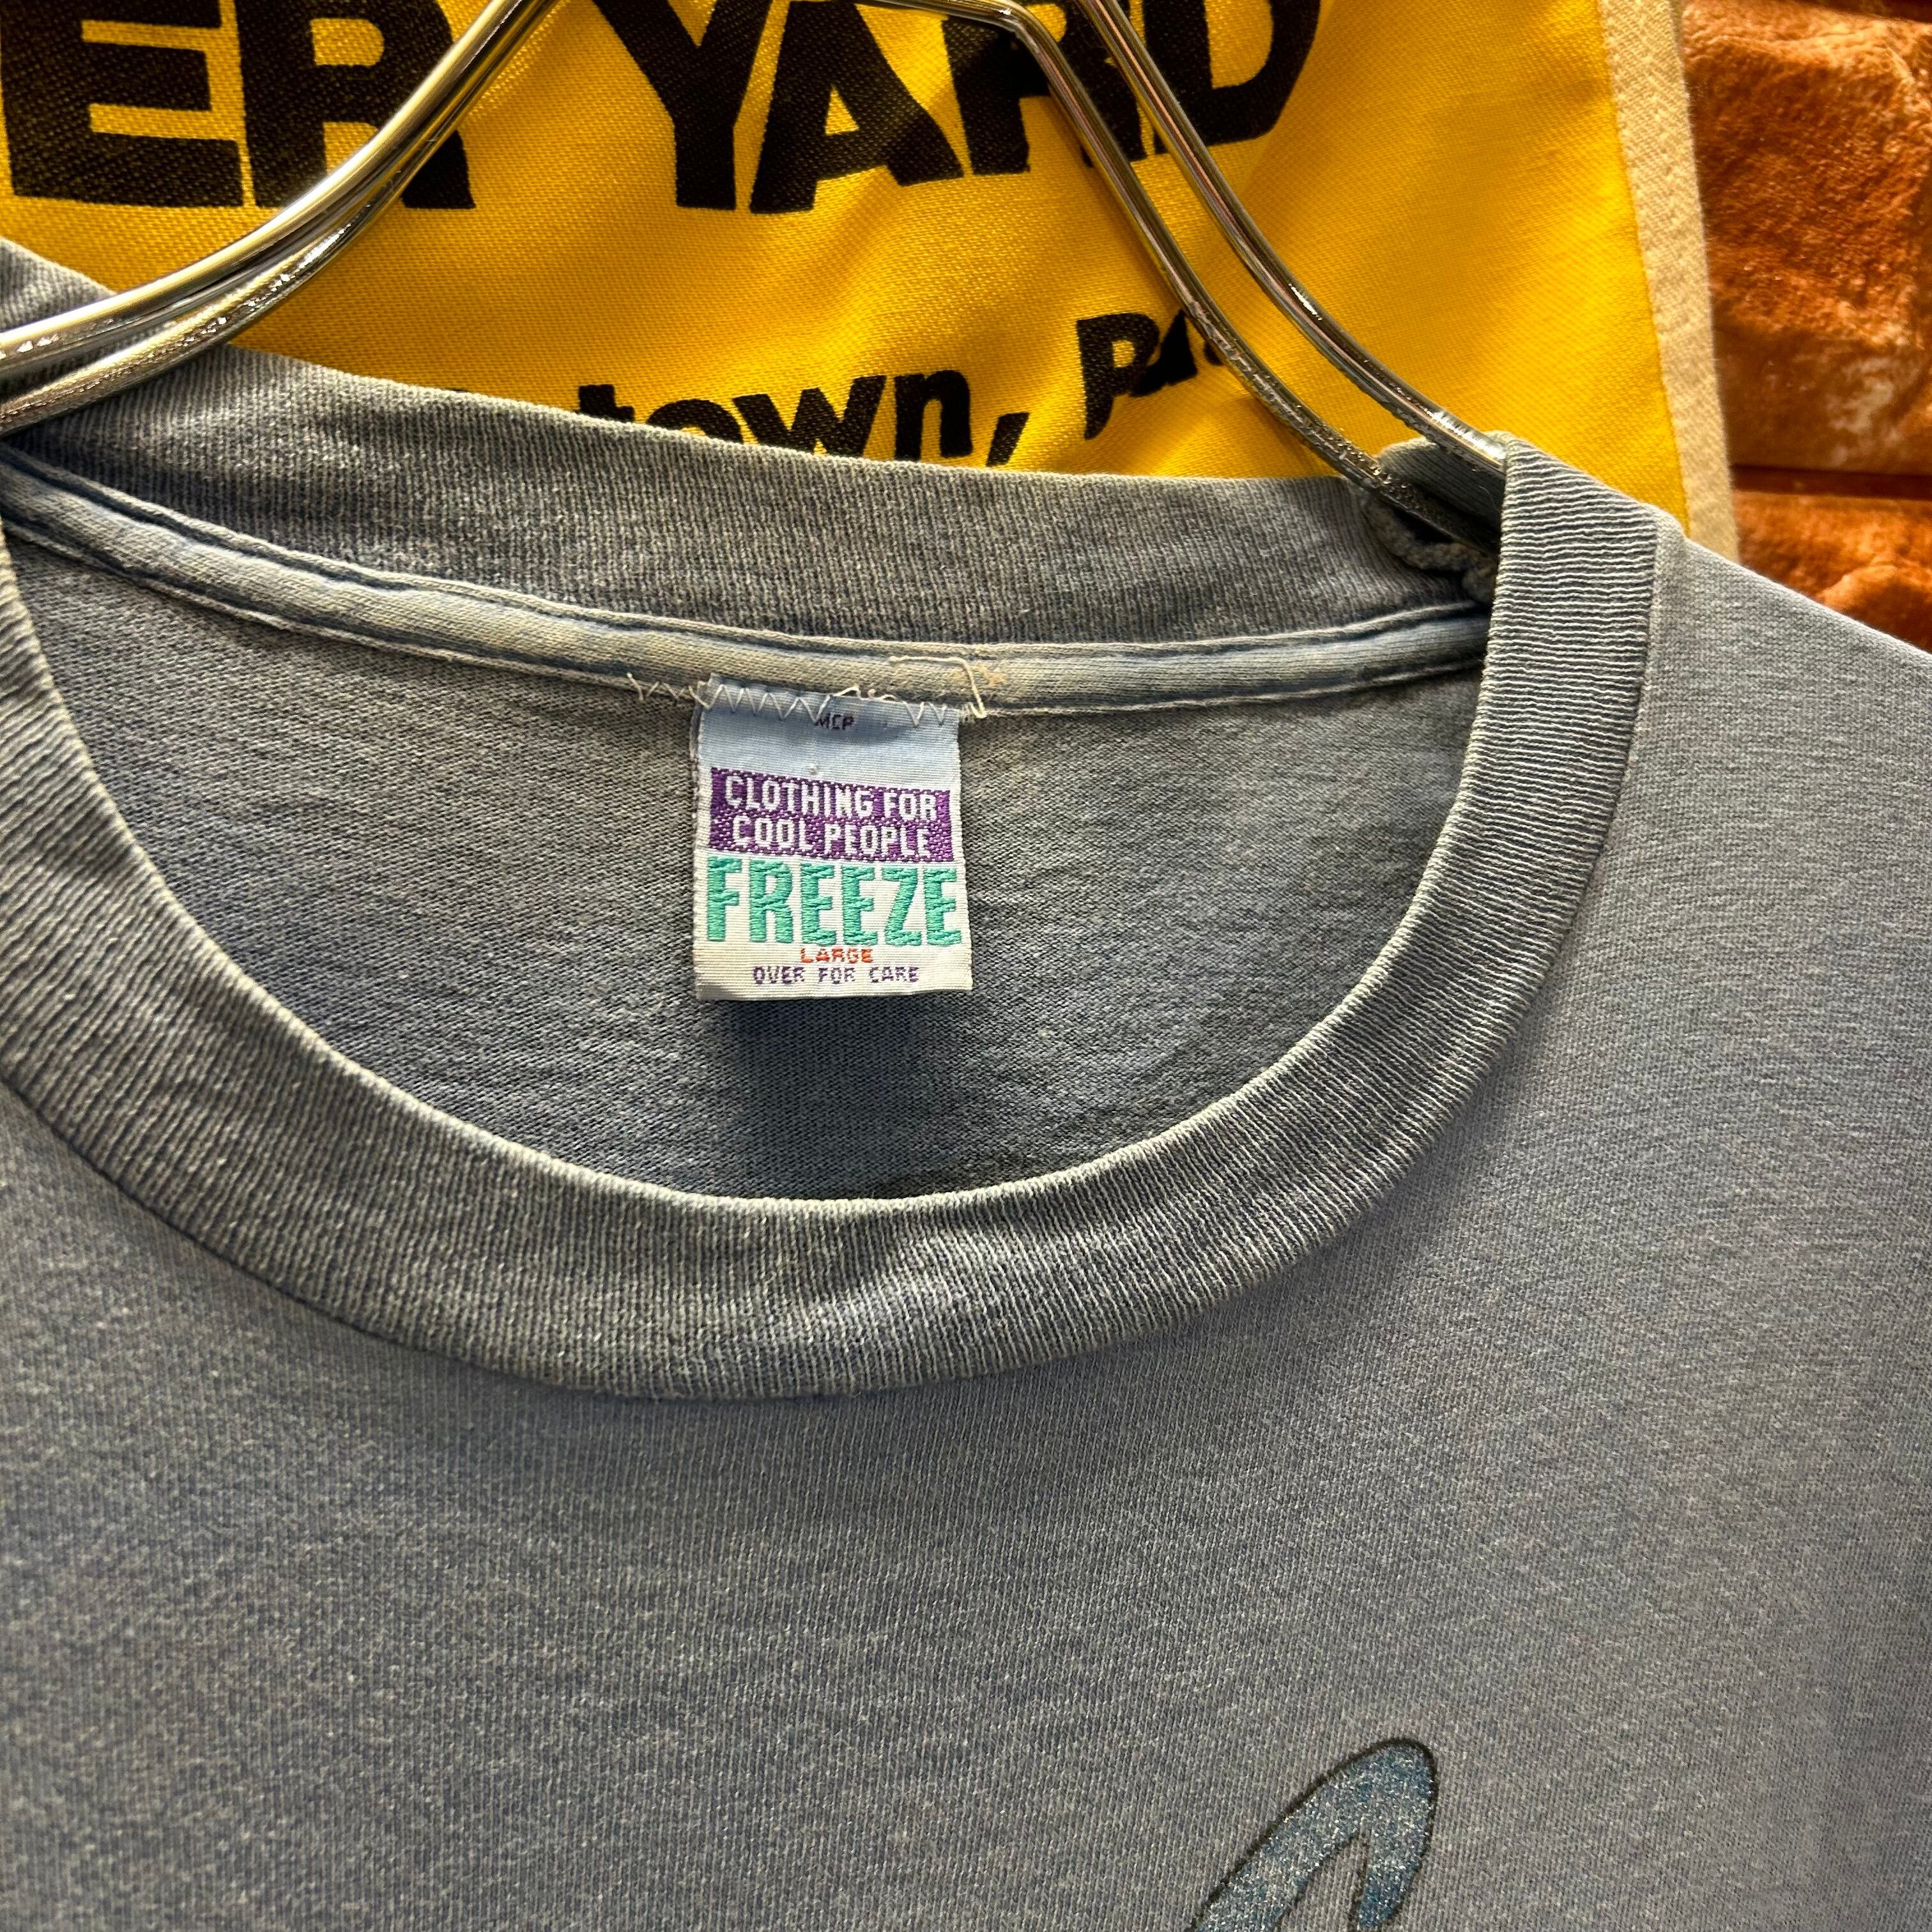 ER YARD
town, Pa.
MCP
CLOTHING FOR
COOL PEOPLE
FREEZE
LARGE
OVER FOR CARE